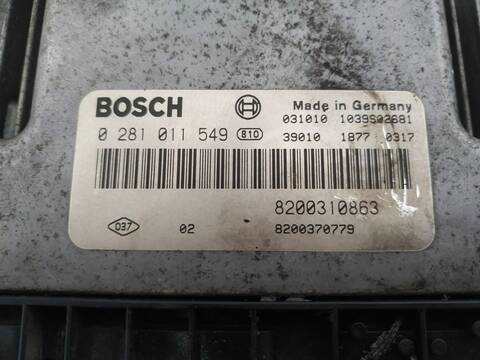 BOSCH Made in Germany
031010 1039S02681
0 281 011 549 810 39010 1877 0317
8200310863
D37 02 8200370779